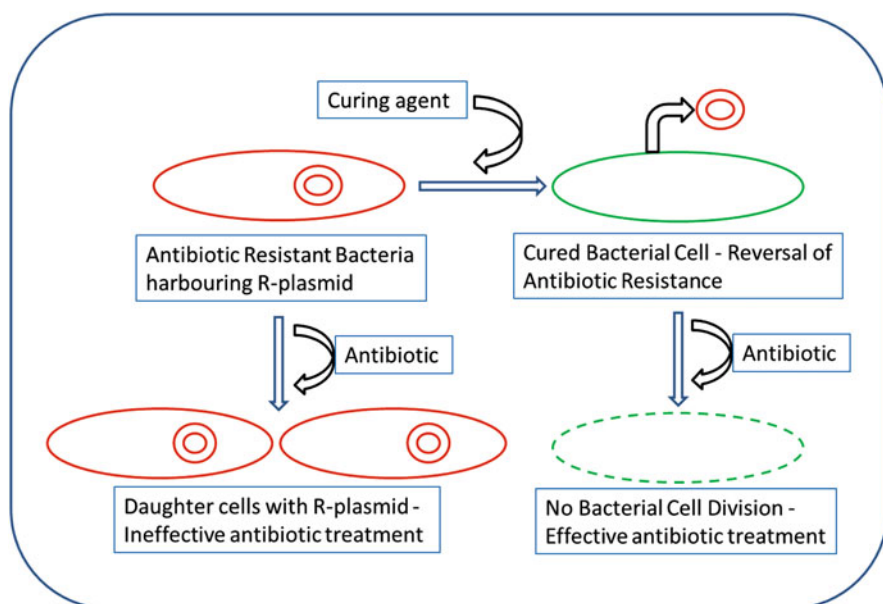 Curing agent
Antibiotic Resistant Bacteria
harbouring R-plasmid
Cured Bacterial Cell - Reversal of
Antibiotic Resistance
Antibiotic
Antibiotic
Daughter cells with R-plasmid -
Ineffective antibiotic treatment
No Bacterial Cell Division -
Effective antibiotic treatment